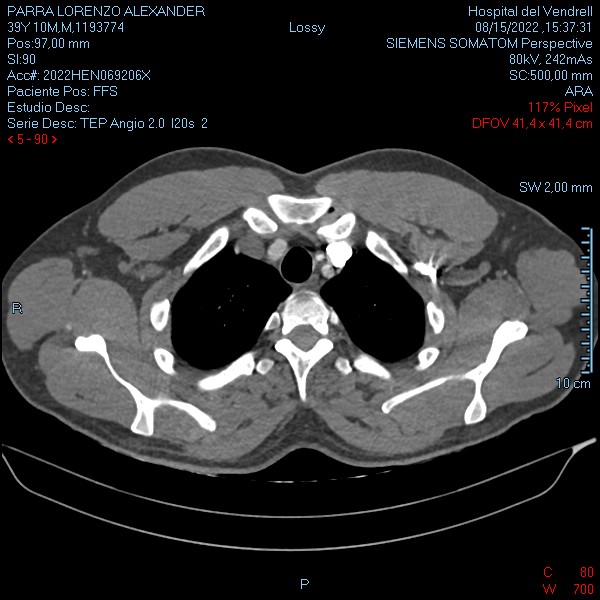 PARRA LORENZO ALEXANDER
39Y 10M,M,1193774
Pos:97,00 mm
SI:90
Acc#: 2022HEN069206X
Paciente Pos: FFS
Estudio Desc:
Serie Desc: TEP Angio 2.0 I20s 2
< 5 - 90 >
Lossy
Hospital del Vendrell
08/15/2022 ,15:37:31
SIEMENS SOMATOM Perspective
80kV, 242mAs
SC:500,00 mm
ARA
117% Pixel
DFOV 41,4 x 41,4 cm
SW 2,00 mm
R
10 cm
P
C 80
W 700